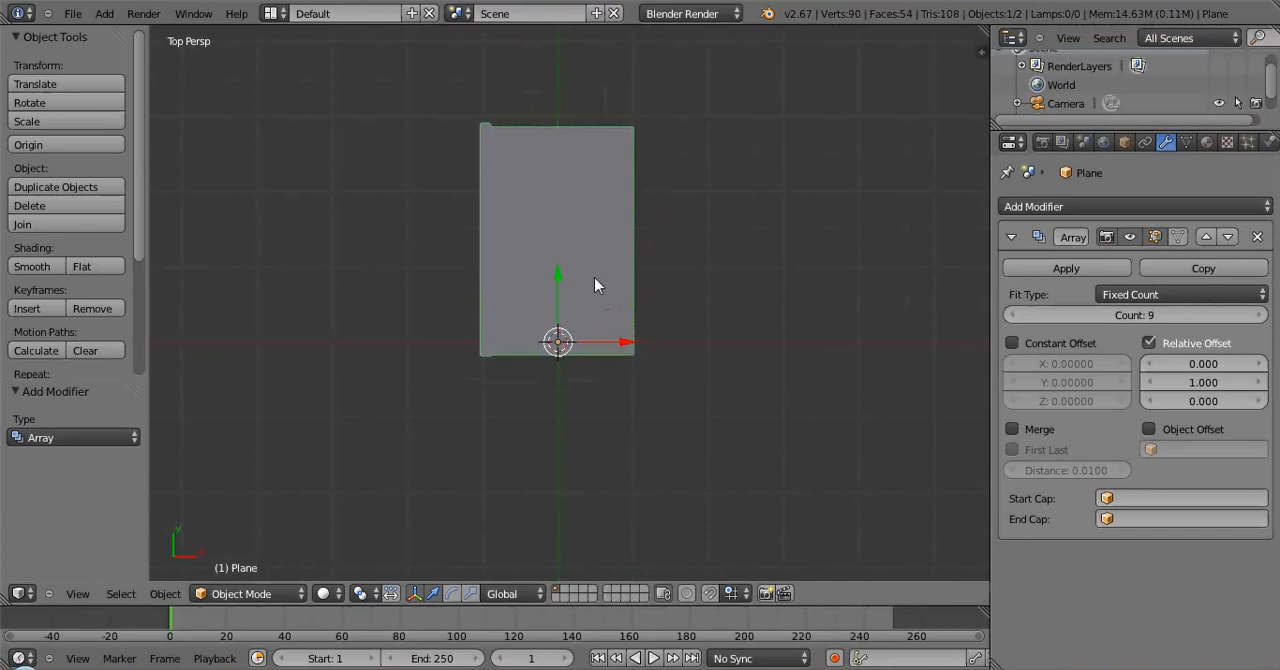 File Add Render Window Help Default Scene Blender Render v2.67 | Verts:90 | Faces:54 | Tris:108 | Objects:1/2 | Lamps:0/0 | Mem:14.63M (0.11M) | Plane
Object Tools
Transform:
Translate
Rotate
Scale
Origin
Object:
Duplicate Objects
Delete
Join
Shading:
Smooth Flat
Keyframes:
Insert Remove
Motion Paths:
Calculate Clear
Repeat:
Add Modifier
Type
Array
Top Persp
y
x
(1) Plane
View Select Object Object Mode Global
-40 -20 0 20 40 60 80 100 120 140 160 180 200 220 240 260
View Marker Frame Playback Start: 1 End: 250 1 No Sync
View Search All Scenes
Scene
RenderLayers
World
Camera
Plane
Add Modifier
Array
Apply Copy
Fit Type: Fixed Count
Count: 9
Constant Offset Relative Offset
X: 0.00000 0.000
Y: 0.00000 1.000
Z: 0.00000 0.000
Merge Object Offset
First Last
Distance: 0.0100
Start Cap:
End Cap: